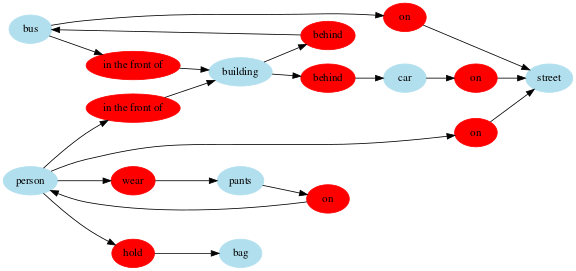 on
bus
behind
in the front of
building
behind
car
on
street
in the front of
on
person
wear
pants
on
hold
bag